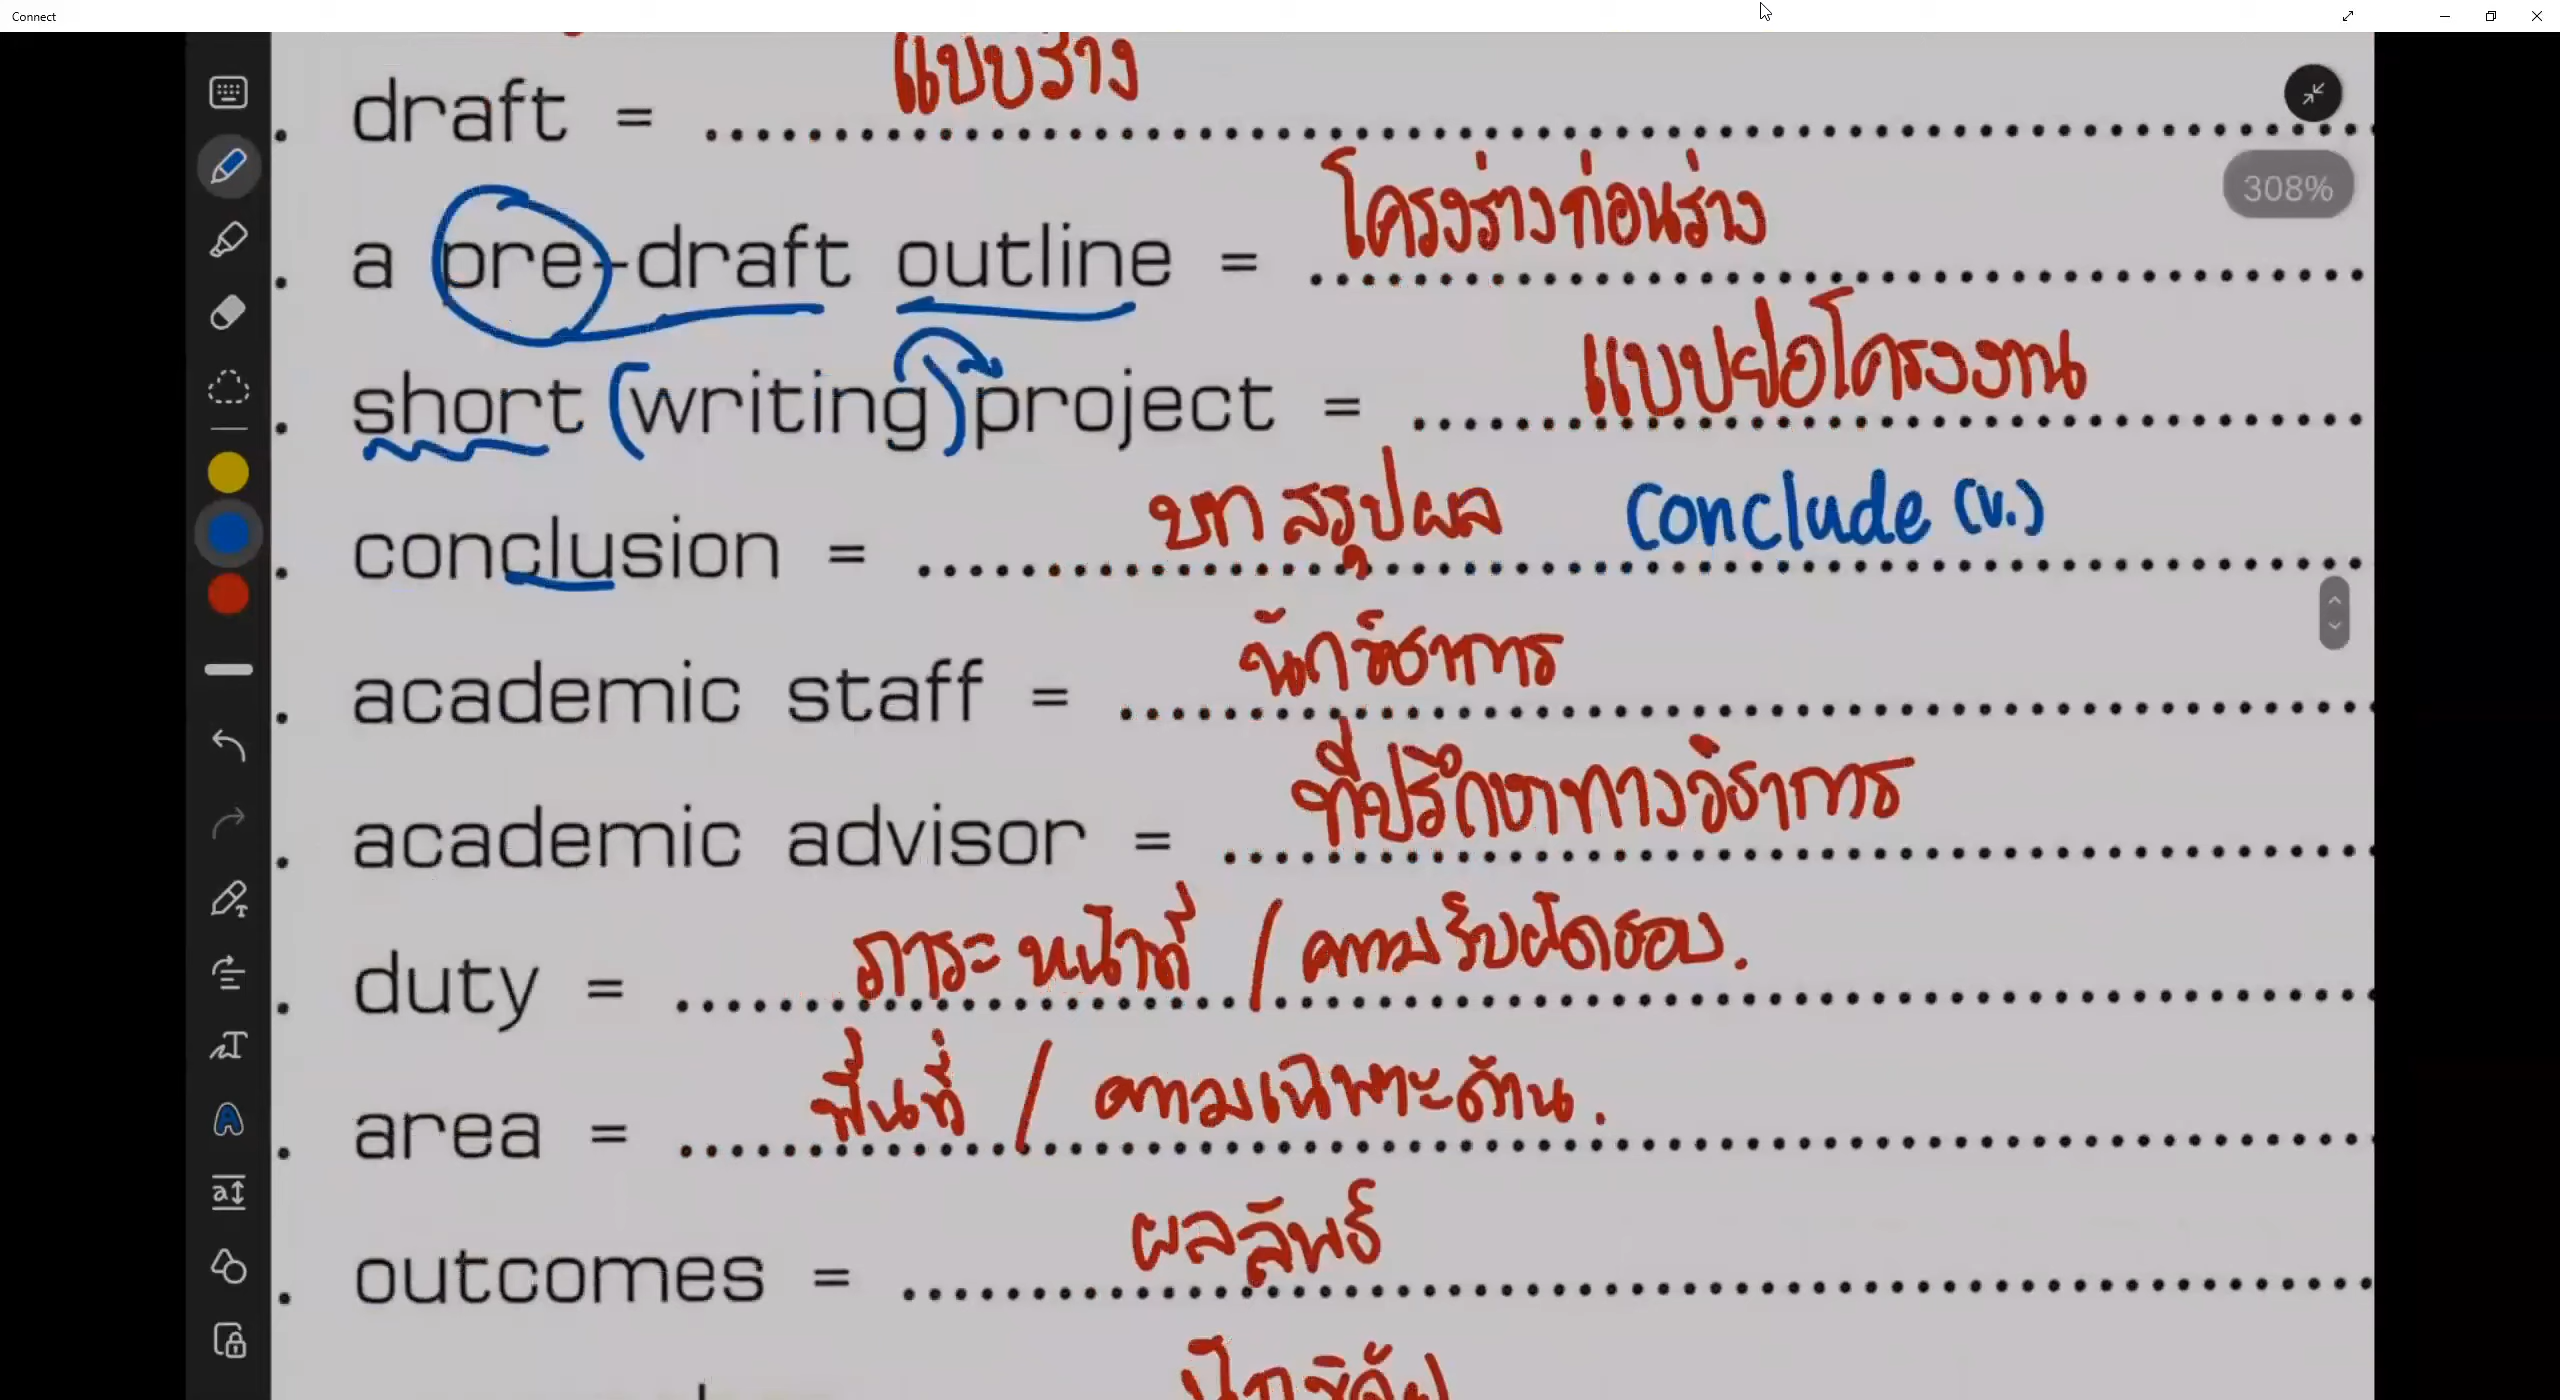 Connect
308%
. draft = แบบร่าง
. a pre-draft outline = โครงร่างก่อนร่าง
. short (writing) project = แบบย่อโครงงาน
. conclusion = บทสรุปผล conclude (v.)
. academic staff = นักวิชาการ
. academic advisor = ที่ปรึกษาทางวิชาการ
. duty = ภาระหน้าที่ / ความรับผิดชอบ.
. area = พื้นที่ / ความเฉพาะด้าน.
. outcomes = ผลลัพธ์